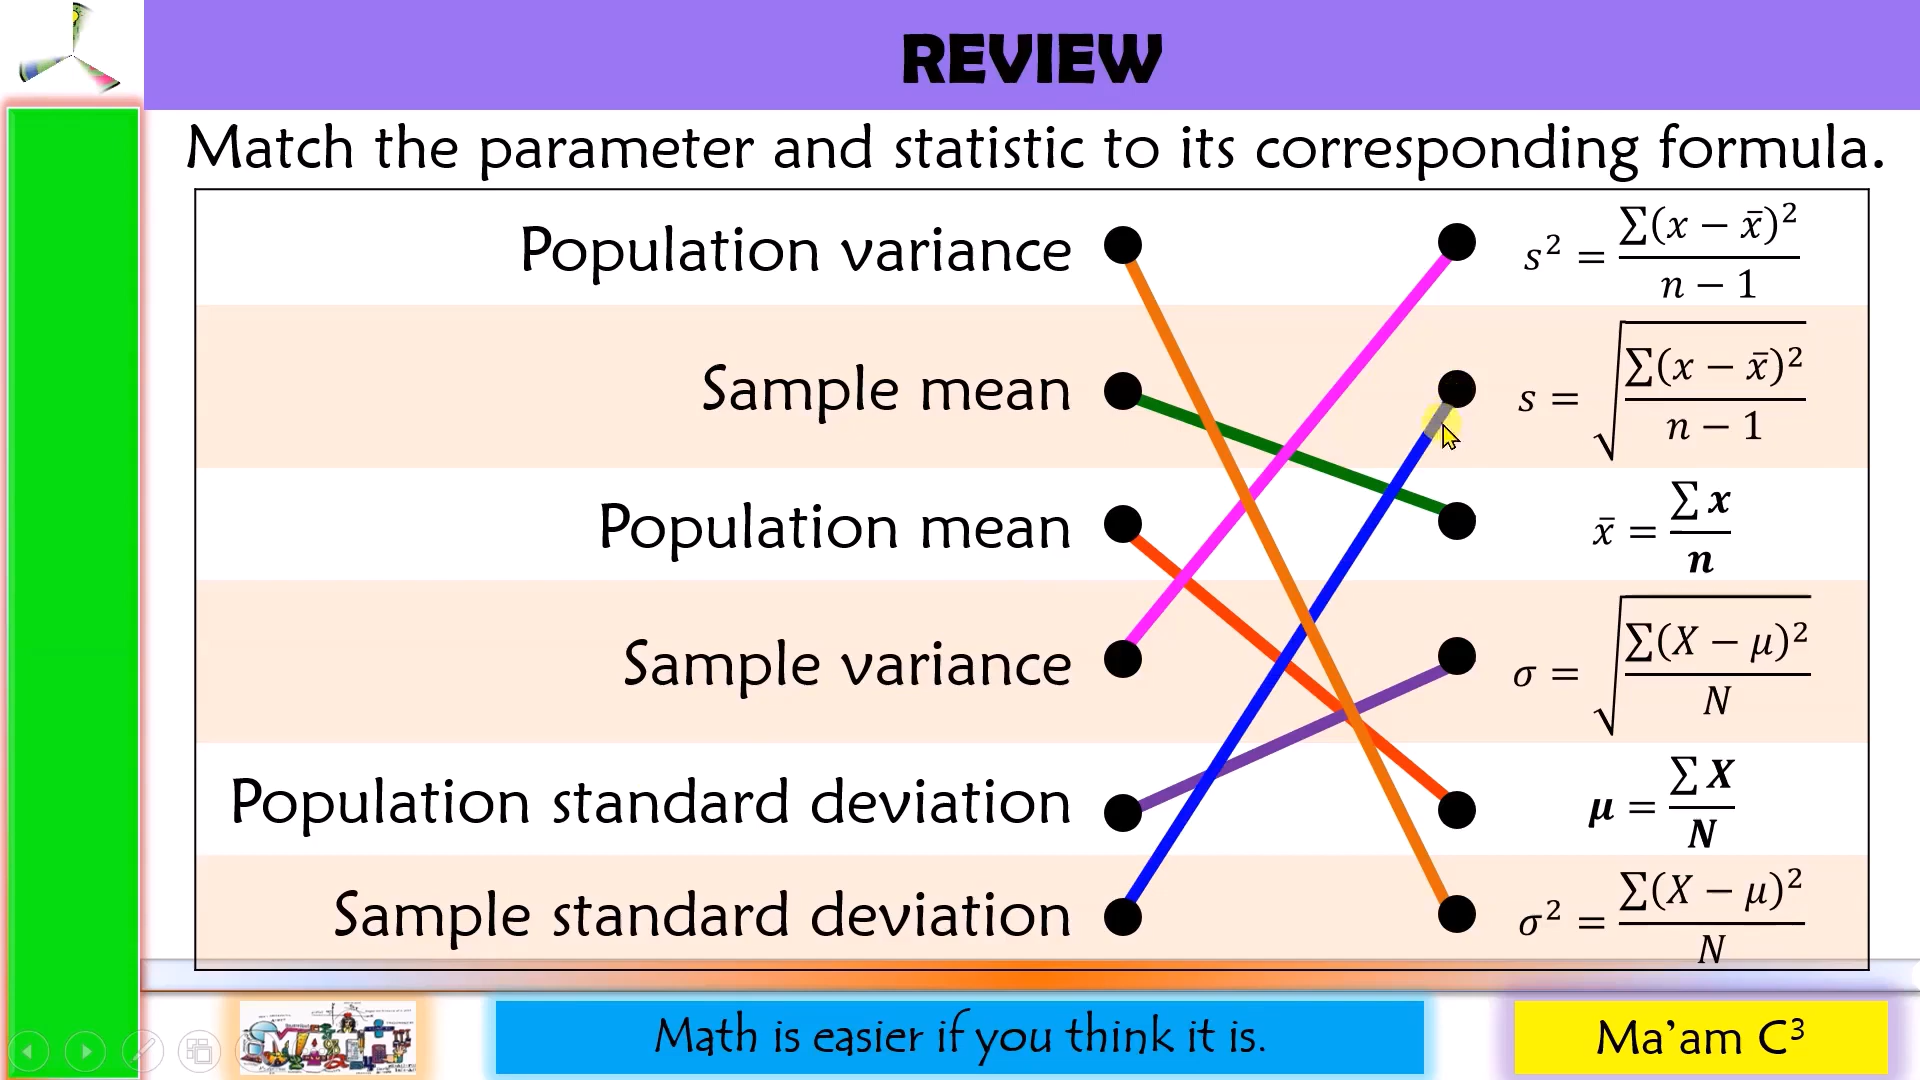 REVIEW
Match the parameter and statistic to its corresponding formula.
Population variance
s² = ∑(x − x̄)² / n − 1
Sample mean
s = √(∑(x − x̄)² / n − 1)
Population mean
x̄ = ∑x / n
Sample variance
σ = √(∑(X − μ)² / N)
Population standard deviation
μ = ∑X / N
Sample standard deviation
σ² = ∑(X − μ)² / N
MATH
Math is easier if you think it is.
Ma'am C³